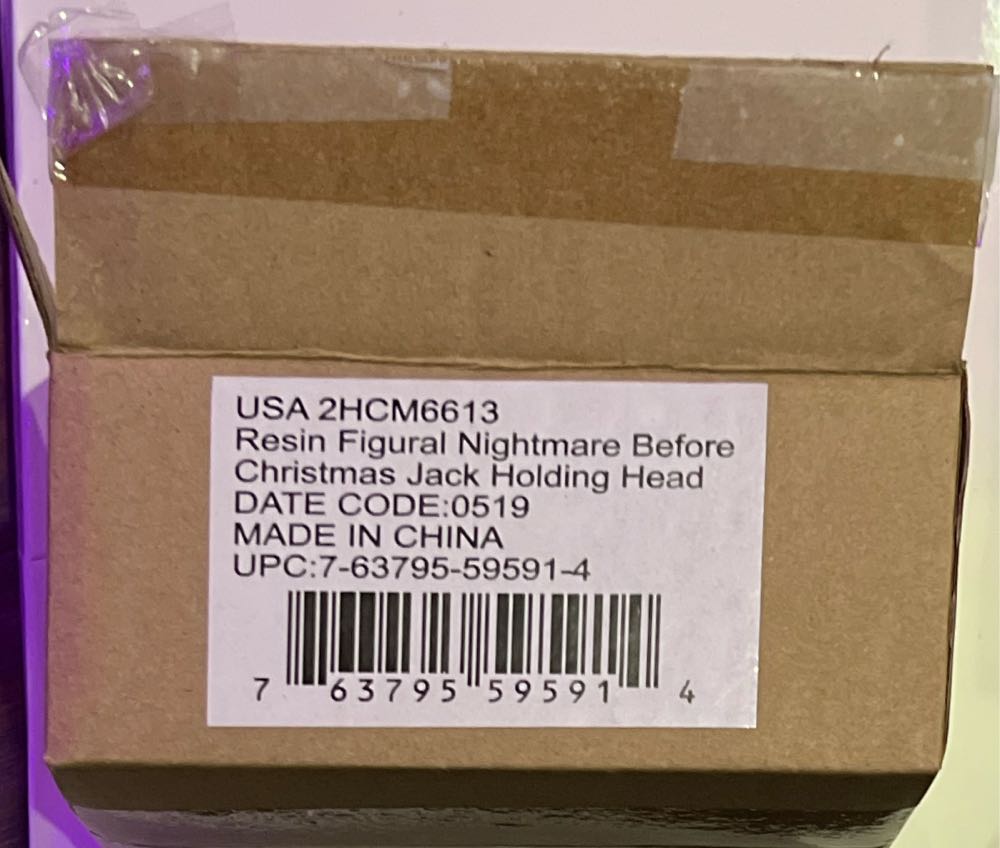 USA 2HCM6613
Resin Figural Nightmare Before
Christmas Jack Holding Head
DATE CODE:0519
MADE IN CHINA
UPC:7-63795-59591-4
7 63795 59591 4